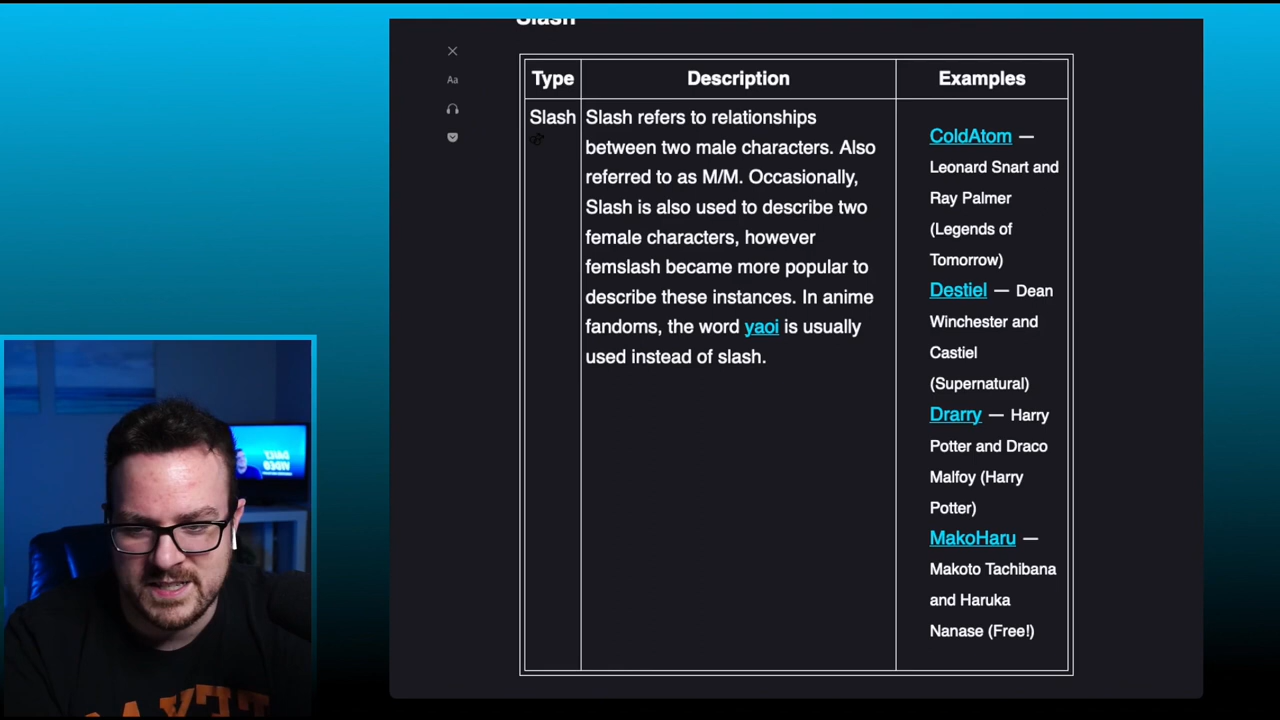 Slash
Type Description Examples
Slash
Slash refers to relationships
between two male characters. Also
referred to as M/M. Occasionally,
Slash is also used to describe two
female characters, however
femslash became more popular to
describe these instances. In anime
fandoms, the word yaoi is usually
used instead of slash.
ColdAtom —
Leonard Snart and
Ray Palmer
(Legends of
Tomorrow)
Destiel — Dean
Winchester and
Castiel
(Supernatural)
Drarry — Harry
Potter and Draco
Malfoy (Harry
Potter)
MakoHaru —
Makoto Tachibana
and Haruka
Nanase (Free!)
Aa
DAILY
VIDEO